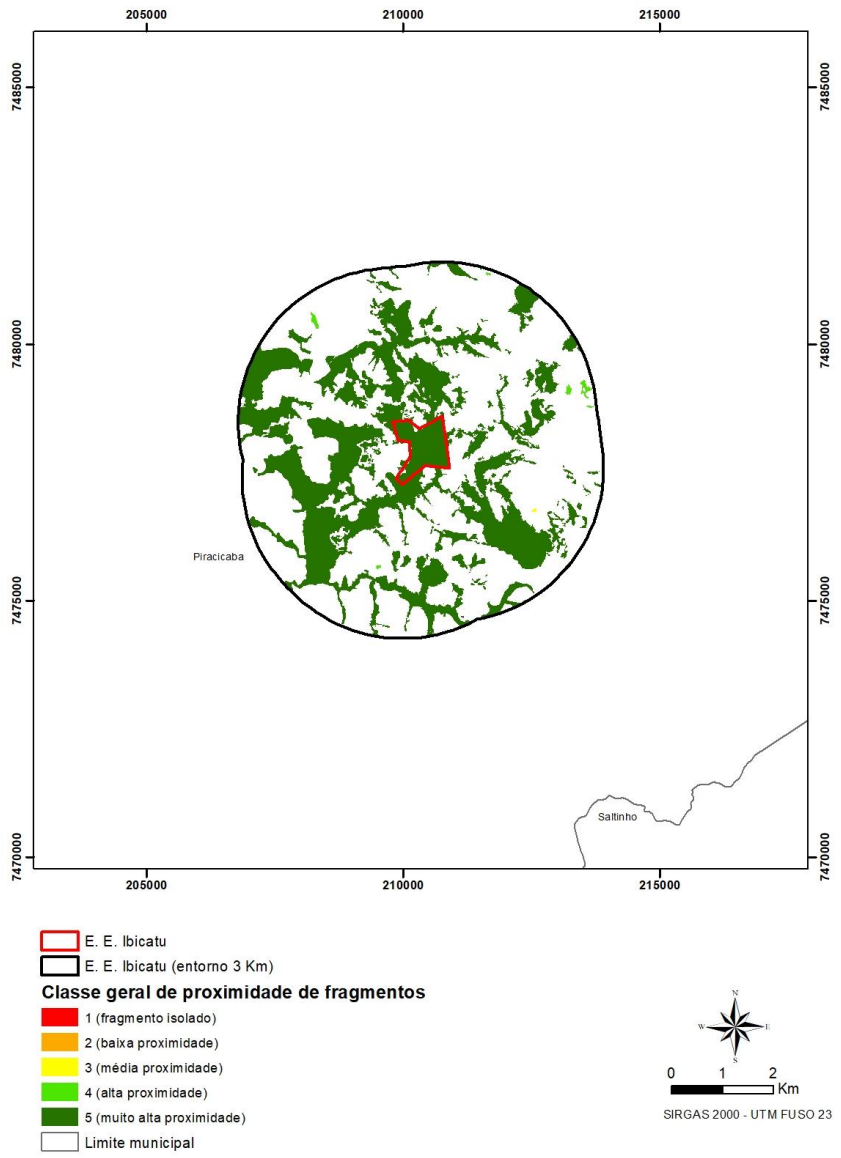 205000 210000 215000
7485000 7485000
7480000 7480000
Piracicaba
7475000 7475000
Saltinho
7470000 7470000
205000 210000 215000
E. E. Ibicatu
E. E. Ibicatu (entorno 3 Km)
Classe geral de proximidade de fragmentos
1 (fragmento isolado)
2 (baixa proximidade)
3 (média proximidade)
4 (alta proximidade)
5 (muito alta proximidade)
Limite municipal
N
W E
S
0 1 2
Km
SIRGAS 2000 - UTM FUSO 23